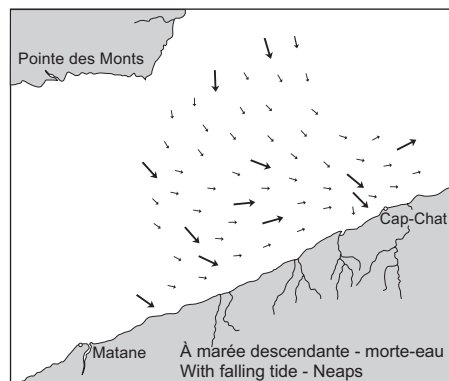 Pointe des Monts
Cap-Chat
Matane
À marée descendante - morte-eau
With falling tide - Neaps